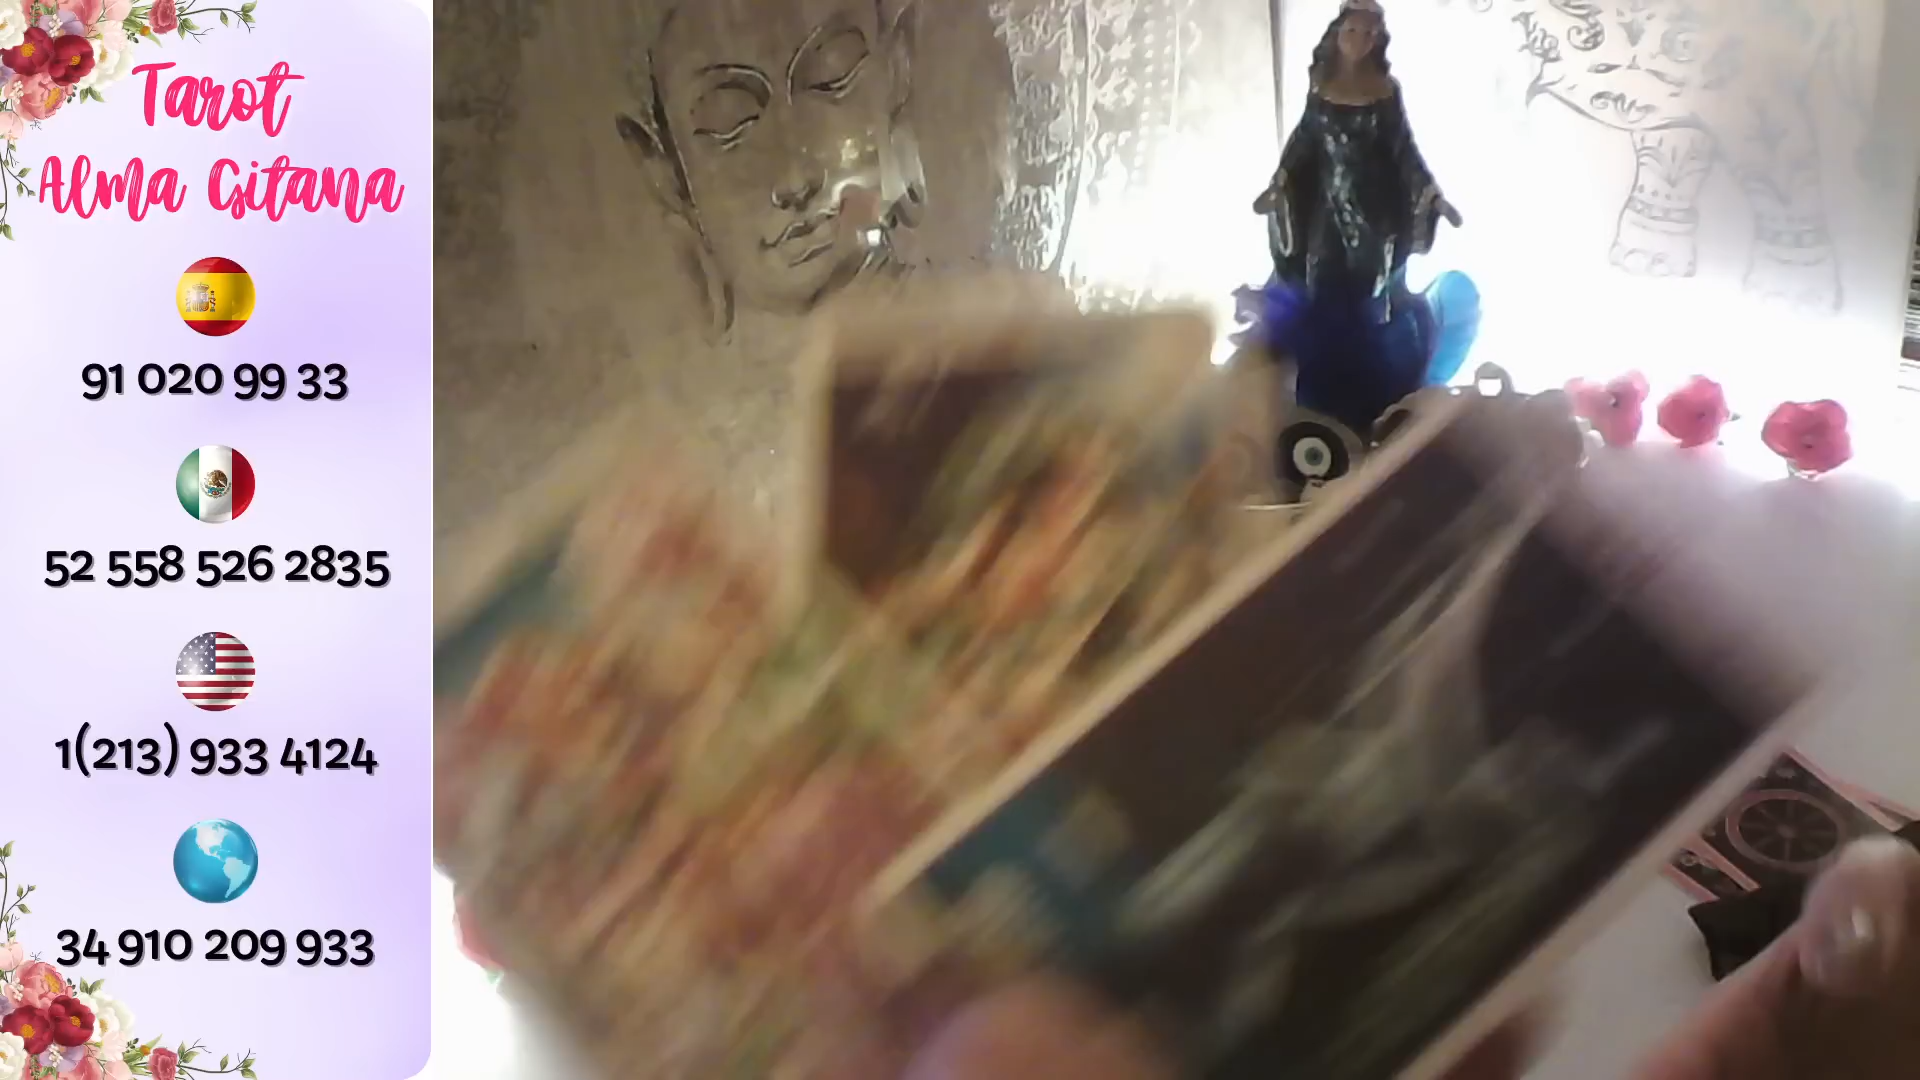 Tarot
Alma Gitana
91 020 99 33
52 558 526 2835
1(213) 933 4124
34 910 209 933